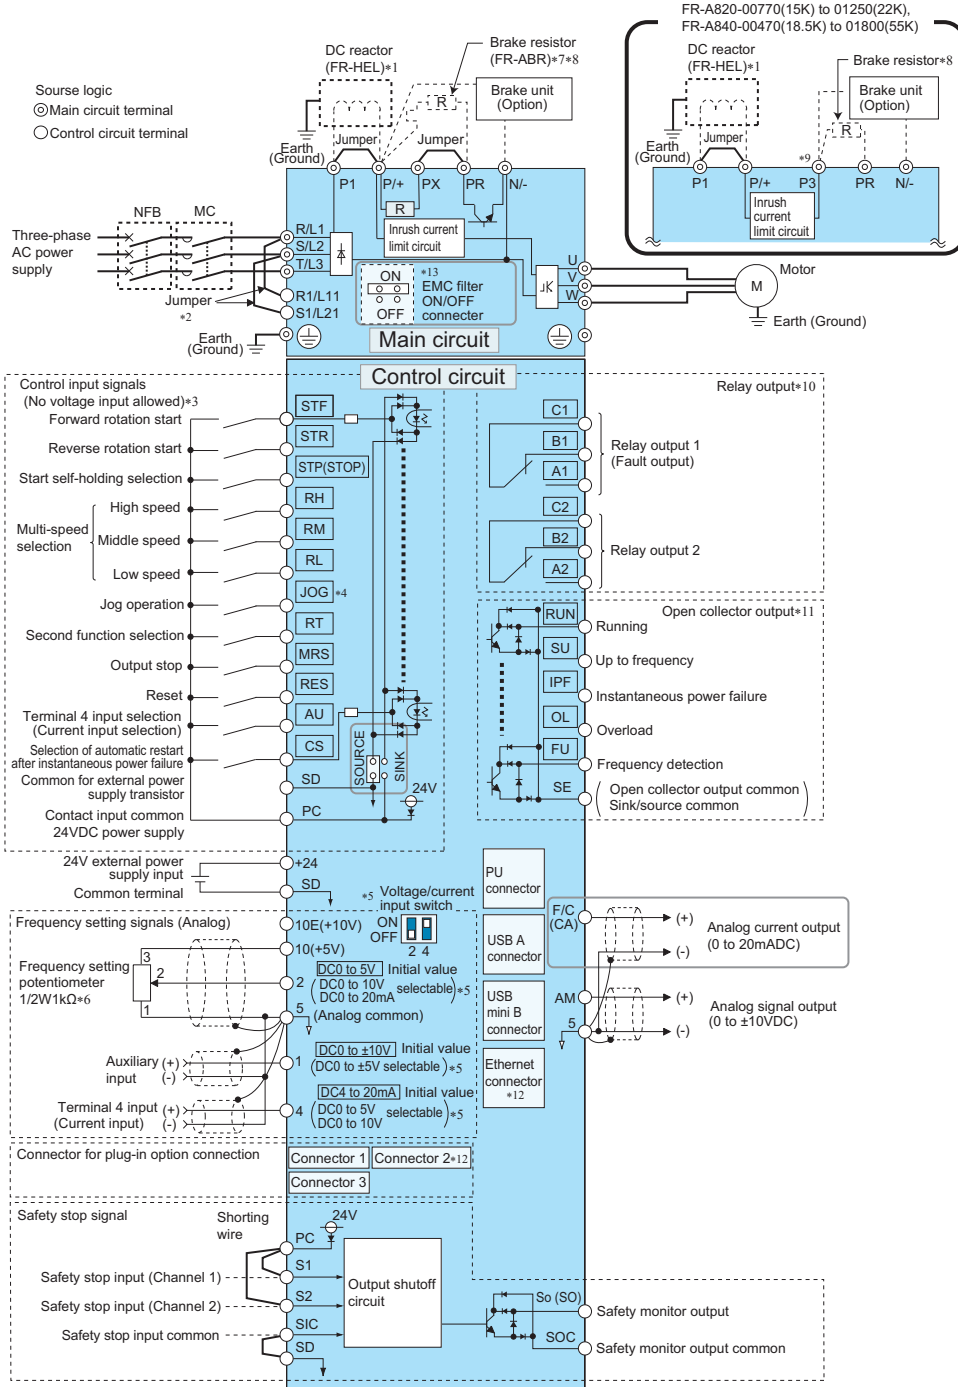 FR-A820-00770(15K) to 01250(22K),
FR-A840-00470(18.5K) to 01800(55K)
DC reactor
(FR-HEL)*1
Brake resistor*8
Brake unit
(Option)
R
Earth
(Ground)
Jumper
*9
P1
P/+
P3
PR
N/-
Inrush
current
limit circuit
Sourse logic
Main circuit terminal
Control circuit terminal
DC reactor
(FR-HEL)*1
Brake resistor
(FR-ABR)*7*8
Brake unit
(Option)
R
Earth
(Ground)
Jumper
Jumper
P1
P/+
PX
PR
N/-
R
Inrush current
limit circuit
NFB
MC
Three-phase
AC power
supply
R/L1
S/L2
T/L3
R1/L11
S1/L21
Jumper
*2
Earth
(Ground)
ON
OFF
*13
EMC filter
ON/OFF
connecter
U
V
W
Motor
M
Earth (Ground)
Main circuit
Control circuit
Control input signals
(No voltage input allowed)*3
Forward rotation start
STF
Reverse rotation start
STR
Start self-holding selection
STP(STOP)
Multi-speed
selection
High speed
RH
Middle speed
RM
Low speed
RL
Jog operation
JOG *4
Second function selection
RT
Output stop
MRS
Reset
RES
Terminal 4 input selection
(Current input selection)
AU
Selection of automatic restart
after instantaneous power failure
CS
Common for external power
supply transistor
SD
Contact input common
24VDC power supply
PC
SOURCE
SINK
24V
Relay output*10
C1
B1
A1
Relay output 1
(Fault output)
C2
B2
A2
Relay output 2
Open collector output*11
RUN
Running
SU
Up to frequency
IPF
Instantaneous power failure
OL
Overload
FU
Frequency detection
SE
Open collector output common
Sink/source common
24V external power
supply input
+24
Common terminal
SD
*5 Voltage/current
input switch
ON
OFF
2 4
PU
connector
USB A
connector
USB
mini B
connector
Ethernet
connector
*12
Frequency setting signals (Analog)
10E(+10V)
10(+5V)
Frequency setting
potentiometer
1/2W1kΩ*6
3
2
1
2
DC0 to 5V Initial value
(DC0 to 10V
DC0 to 20mA selectable)*5
5
(Analog common)
Auxiliary
input
(+)
(-)
1
DC0 to ±10V Initial value
(DC0 to ±5V selectable)*5
Terminal 4 input
(Current input)
(+)
(-)
4
DC4 to 20mA Initial value
(DC0 to 5V
DC0 to 10V selectable)*5
F/C
(CA)
(+)
(-)
Analog current output
(0 to 20mADC)
AM
5
(+)
(-)
Analog signal output
(0 to ±10VDC)
Connector for plug-in option connection
Connector 1
Connector 2*12
Connector 3
Safety stop signal
Shorting
wire
24V
PC
Safety stop input (Channel 1)
S1
Safety stop input (Channel 2)
S2
Safety stop input common
SIC
SD
Output shutoff
circuit
So (SO)
Safety monitor output
SOC
Safety monitor output common